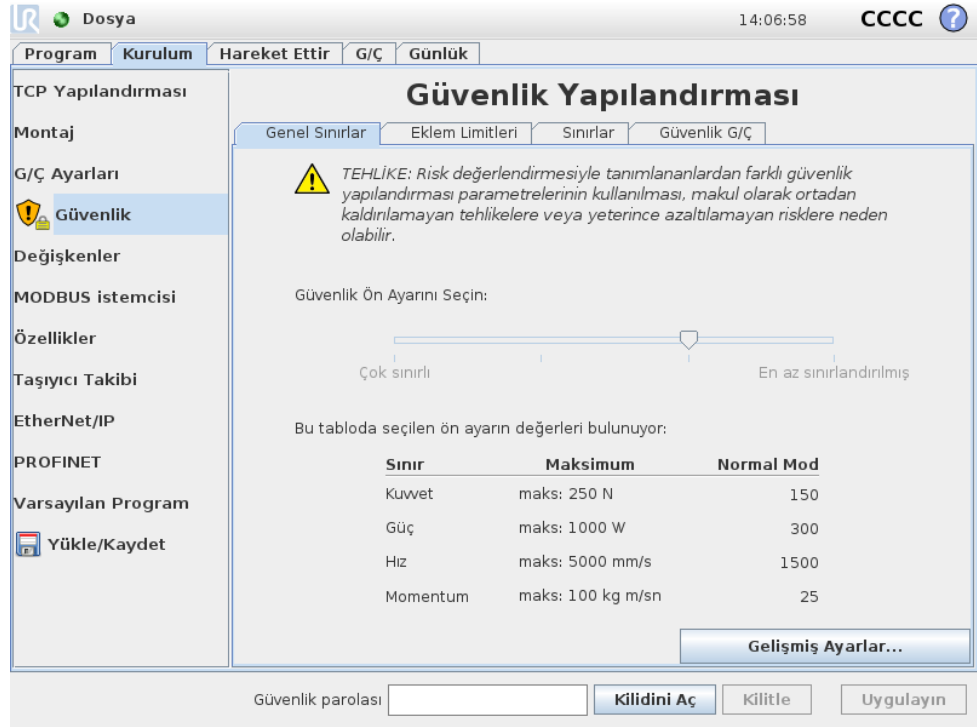 UR Dosya 14:06:58 CCCC ?
Program Kurulum Hareket Ettir G/Ç Günlük
TCP Yapılandırması
Montaj
G/Ç Ayarları
Güvenlik
Değişkenler
MODBUS istemcisi
Özellikler
Taşıyıcı Takibi
EtherNet/IP
PROFINET
Varsayılan Program
Yükle/Kaydet
Güvenlik Yapılandırması
Genel Sınırlar Eklem Limitleri Sınırlar Güvenlik G/Ç
TEHLİKE: Risk değerlendirmesiyle tanımlananlardan farklı güvenlik
yapılandırması parametrelerinin kullanılması, makul olarak ortadan
kaldırılamayan tehlikelere veya yeterince azaltılamayan risklere neden
olabilir.
Güvenlik Ön Ayarını Seçin:
Çok sınırlı En az sınırlandırılmış
Bu tabloda seçilen ön ayarın değerleri bulunuyor:
Sınır Maksimum Normal Mod
Kuvvet maks: 250 N 150
Güç maks: 1000 W 300
Hız maks: 5000 mm/s 1500
Momentum maks: 100 kg m/sn 25
Gelişmiş Ayarlar...
Güvenlik parolası Kilidini Aç Kilitle Uygulayın